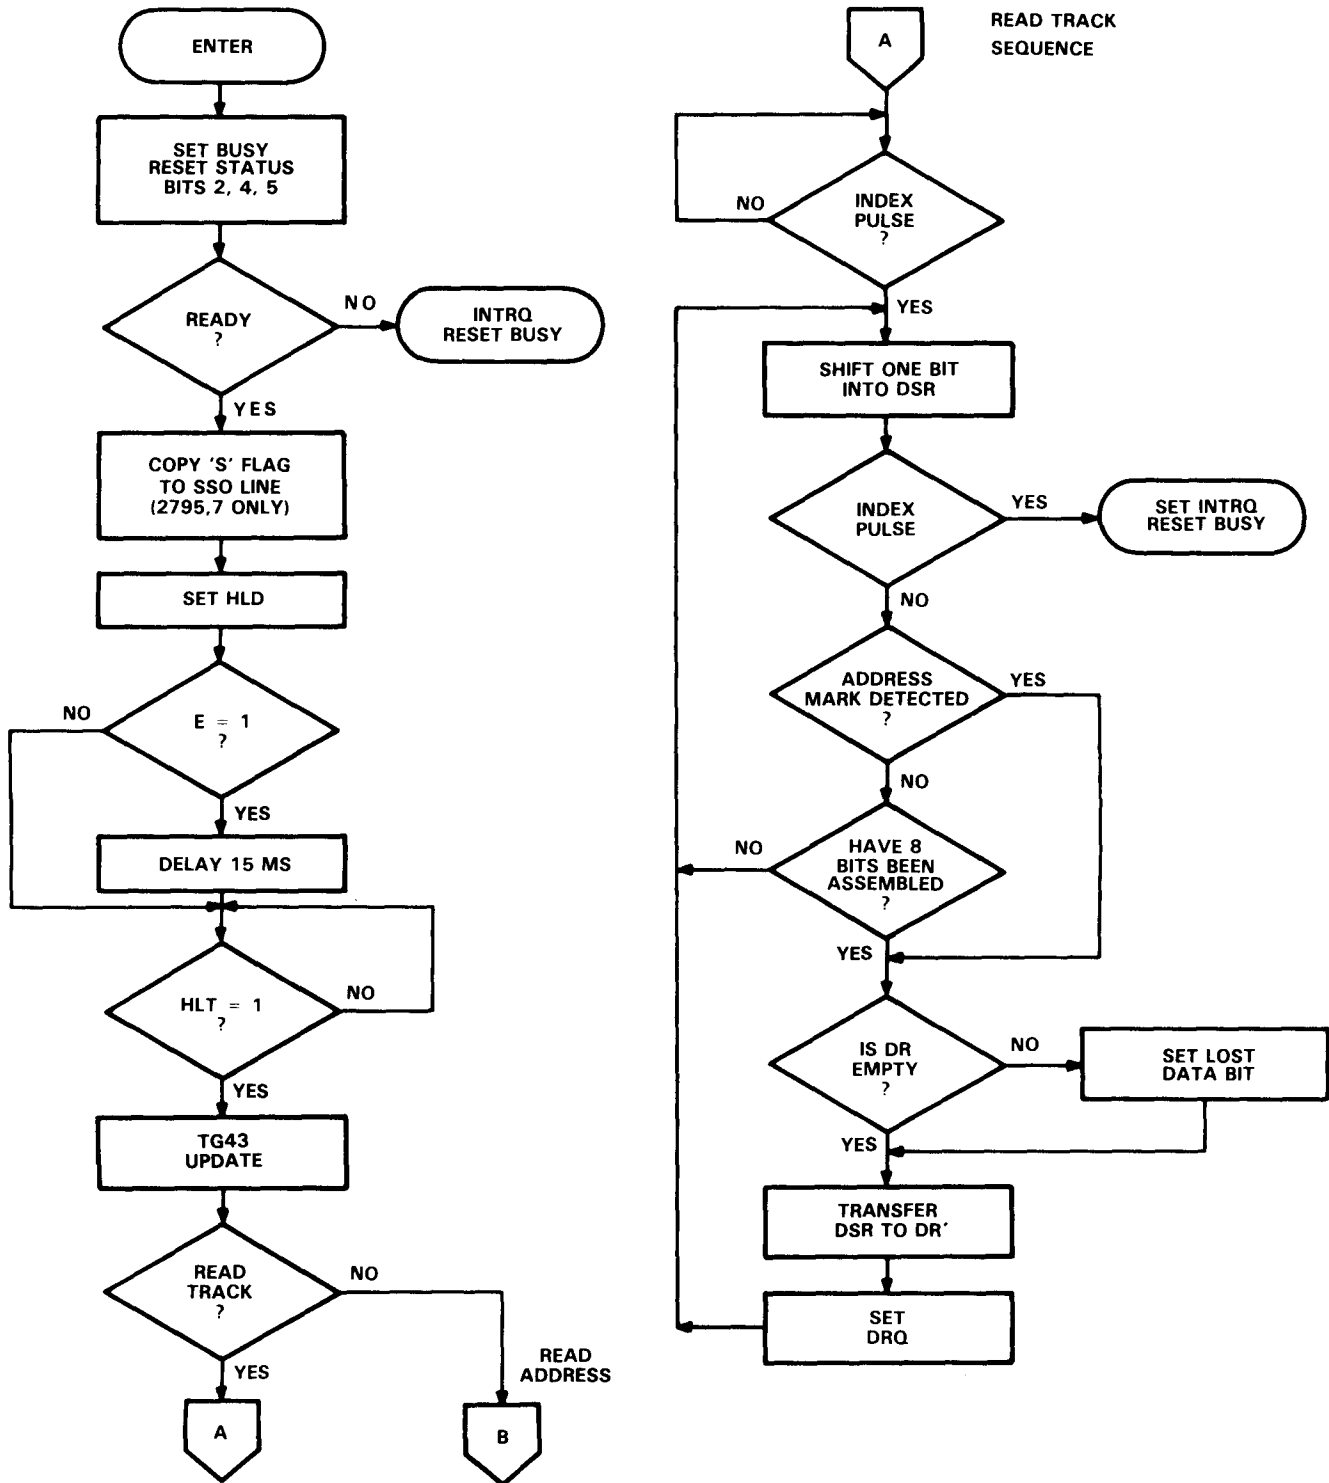 ENTER
SET BUSY
RESET STATUS
BITS 2, 4, 5
READY
?
NO
INTRQ
RESET BUSY
YES
COPY 'S' FLAG
TO SSO LINE
(2795,7 ONLY)
SET HLD
E = 1
?
NO
YES
DELAY 15 MS
HLT = 1
?
NO
YES
TG43
UPDATE
READ
TRACK
?
NO
YES
READ
ADDRESS
A
B
A
READ TRACK
SEQUENCE
INDEX
PULSE
?
NO
YES
SHIFT ONE BIT
INTO DSR
INDEX
PULSE
YES
SET INTRQ
RESET BUSY
NO
ADDRESS
MARK DETECTED
?
YES
NO
HAVE 8
BITS BEEN
ASSEMBLED
?
NO
YES
IS DR
EMPTY
?
NO
SET LOST
DATA BIT
YES
TRANSFER
DSR TO DR'
SET
DRQ